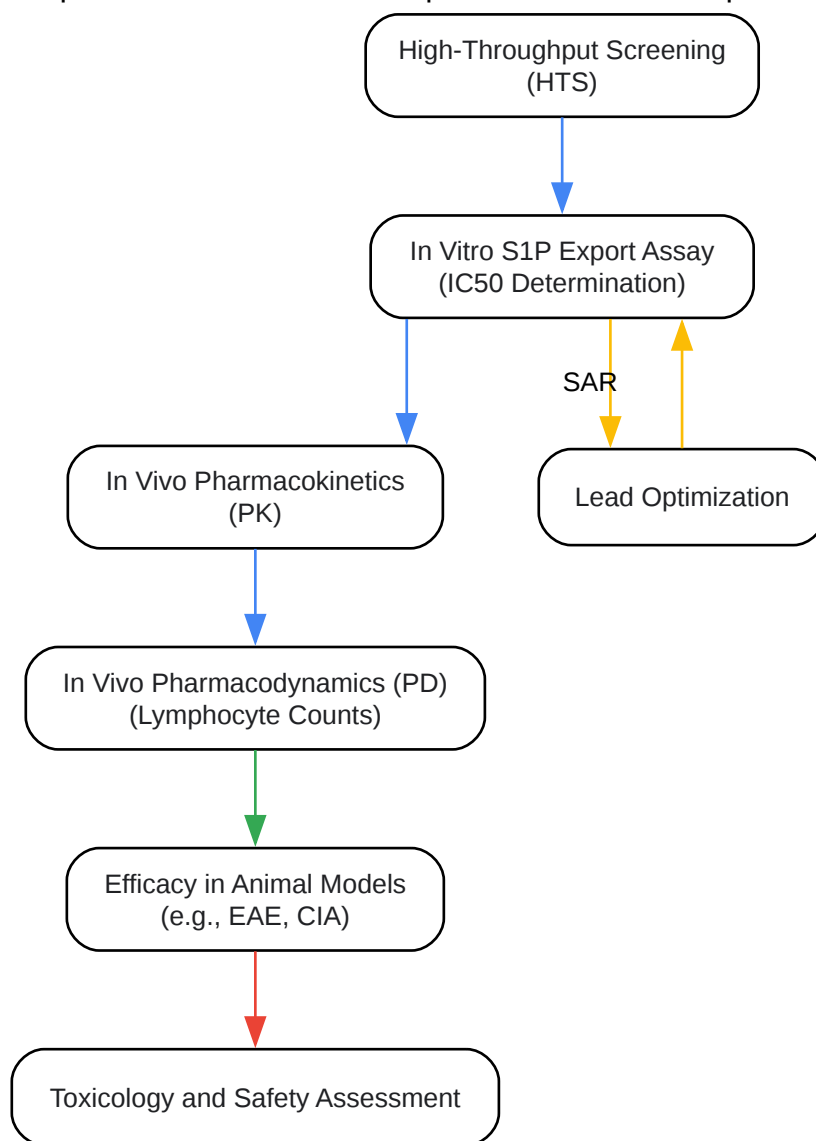 High-Throughput Screening
(HTS)
In Vitro S1P Export Assay
(IC50 Determination)
SAR
In Vivo Pharmacokinetics
(PK)
Lead Optimization
In Vivo Pharmacodynamics (PD)
(Lymphocyte Counts)
Efficacy in Animal Models
(e.g., EAE, CIA)
Toxicology and Safety Assessment